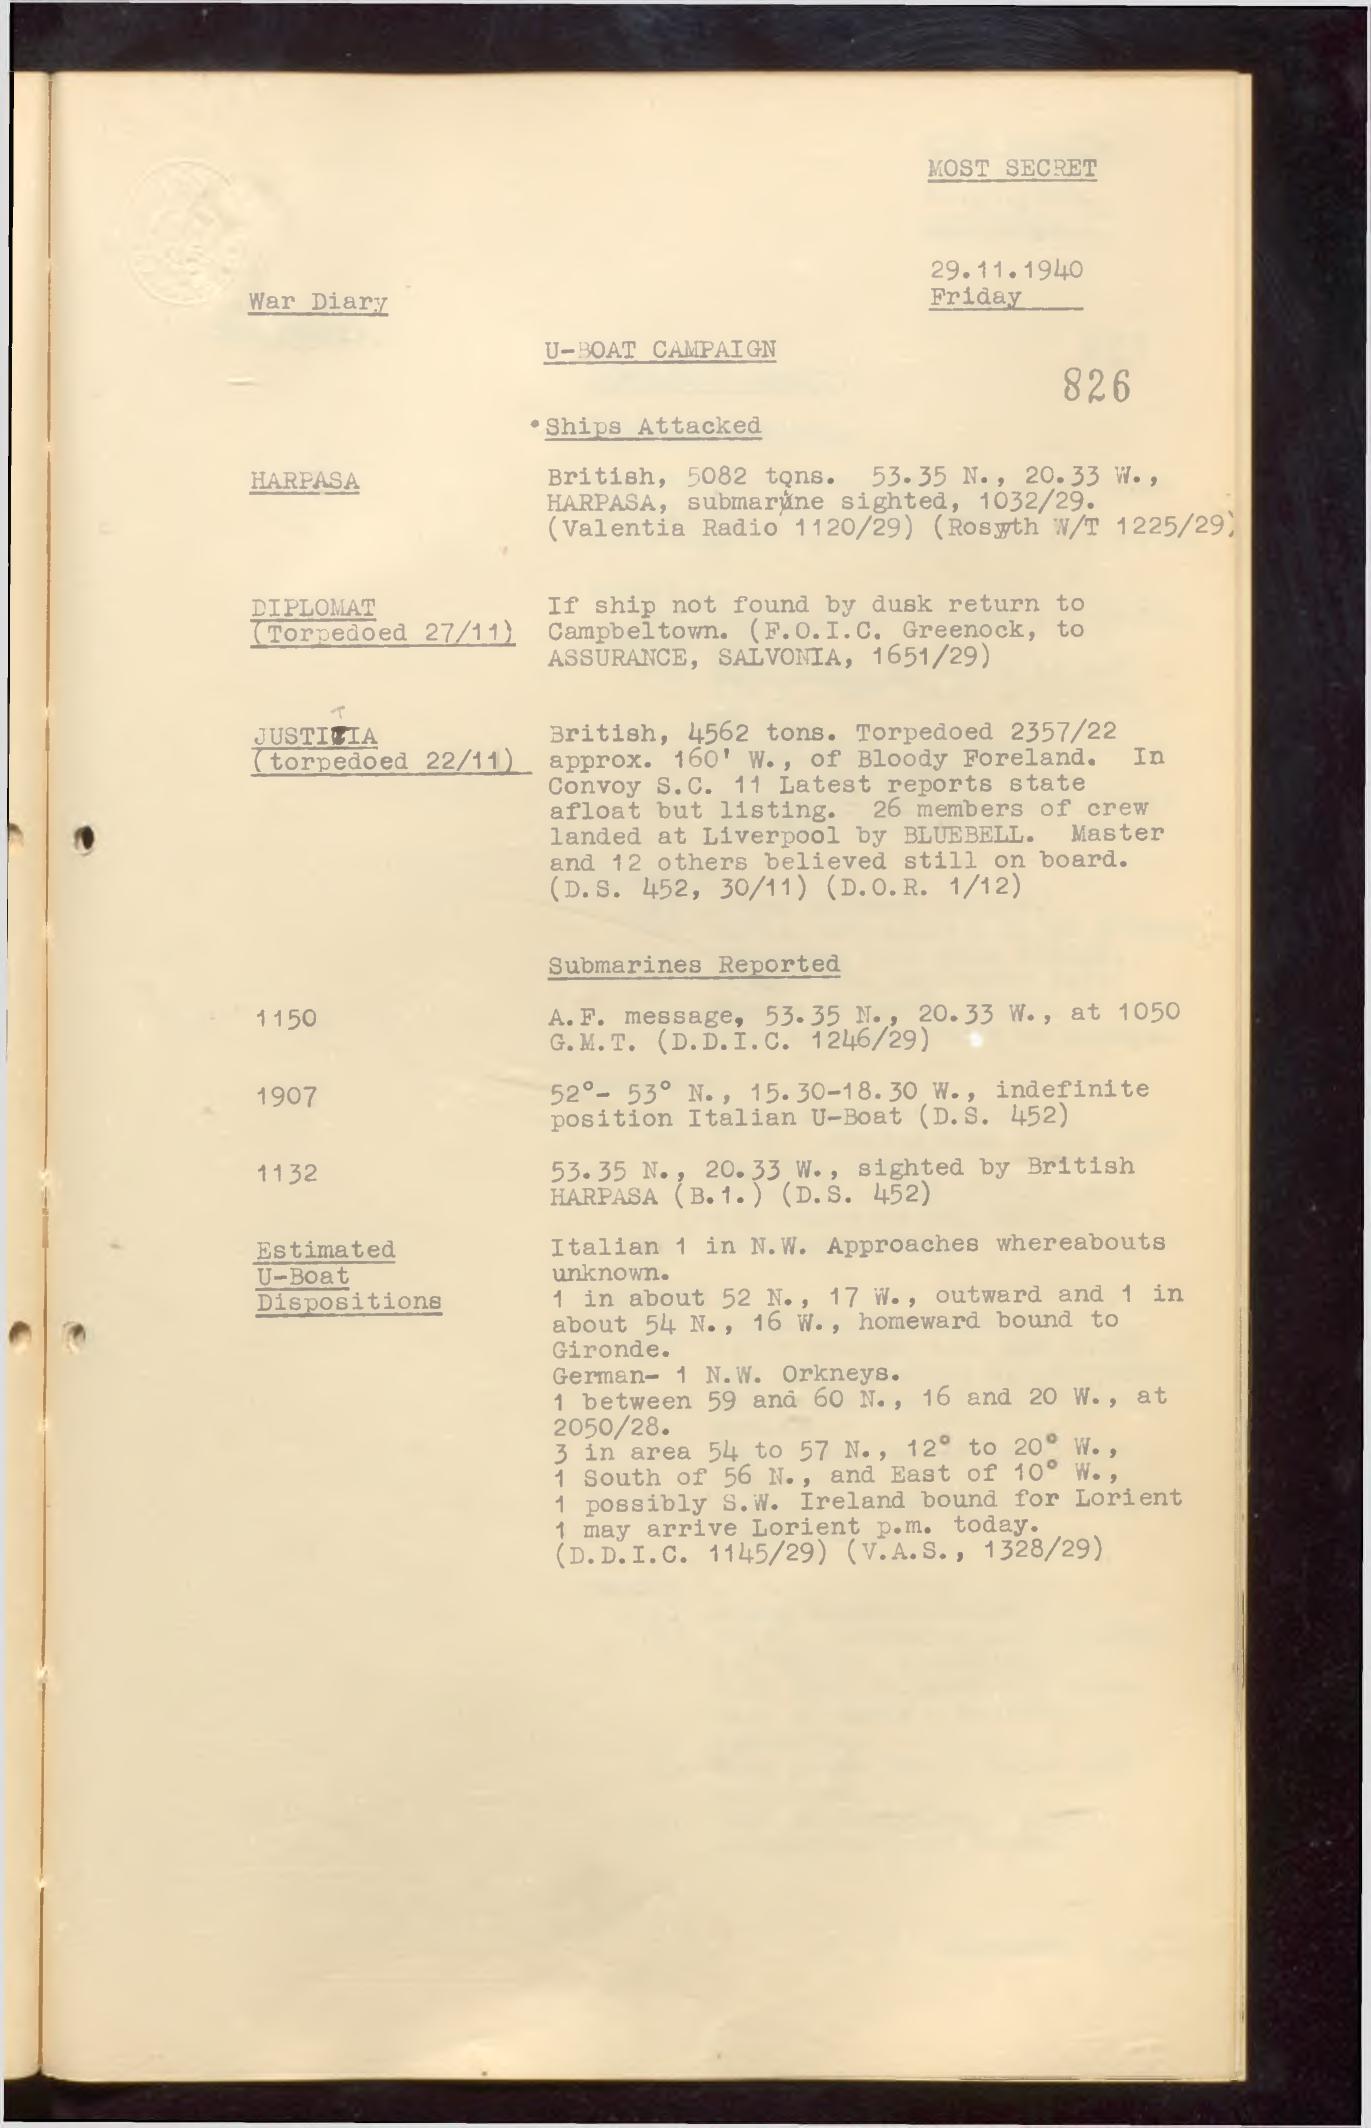 MOST SECRET
29.11.1940
War Diary
Friday
U-BOAT CAMPAIGN
826
Ships Attacked
HARPASA
British, 5082 tons. 53.35 N., 20.33 W.,
HARPASA, submarine sighted, 1032/29.
(Valentia Radio 1120/29) (Rosyth W/T 1225/29)
DIPLOMAT
(Torpedoed 27/11)
If ship not found by dusk return to
Campbeltown. (F.O.I.C. Greenock, to
ASSURANCE, SALVONIA, 1651/29)
JUSTITIA
(torpedoed 22/11)
British, 4562 tons. Torpedoed 2357/22
approx. 160' W., of Bloody Foreland. In
Convoy S.C. 11 Latest reports state
afloat but listing. 26 members of crew
landed at Liverpool by BLUEBELL. Master
and 12 others believed still on board.
(D.S. 452, 30/11) (D.O.R. 1/12)
Submarines Reported
1150
A.F. message, 53.35 N., 20.33 W., at 1050
G.M.T. (D.D.I.C. 1246/29)
1907
52°- 53° N., 15.30-18.30 W., indefinite
position Italian U-Boat (D.S. 452)
1132
53.35 N., 20.33 W., sighted by British
HARPASA (B.1.) (D.S. 452)
Estimated
U-Boat
Dispositions
Italian 1 in N.W. Approaches whereabouts
unknown.
1 in about 52 N., 17 W., outward and 1 in
about 54 N., 16 W., homeward bound to
Gironde.
German- 1 N.W. Orkneys.
1 between 59 and 60 N., 16 and 20 W., at
2050/28.
3 in area 54 to 57 N., 12° to 20° W.,
1 South of 56 N., and East of 10° W.,
1 possibly S.W. Ireland bound for Lorient
1 may arrive Lorient p.m. today.
(D.D.I.C. 1145/29) (V.A.S., 1328/29)